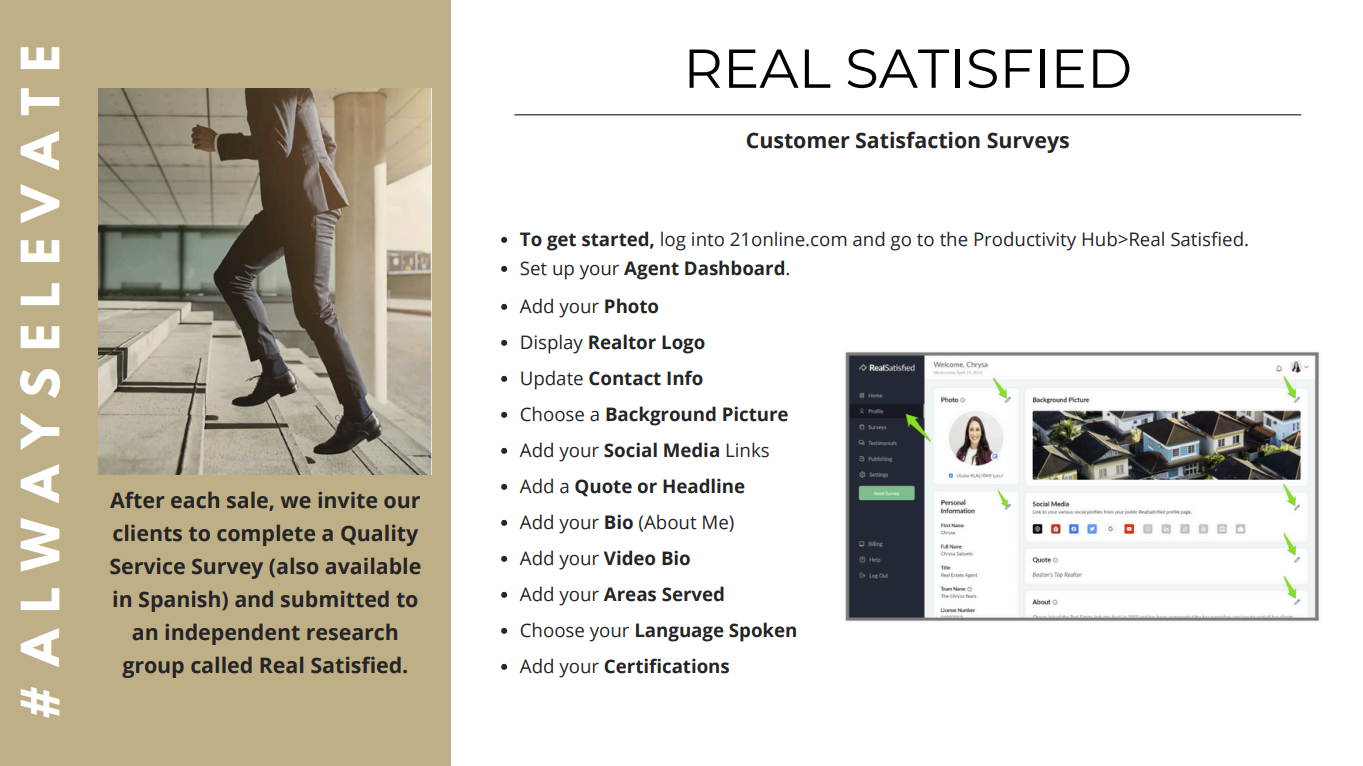 #ALWAYSELEVATE
After each sale, we invite our
clients to complete a Quality
Service Survey (also available
in Spanish) and submitted to
an independent research
group called Real Satisfied.
REAL SATISFIED
Customer Satisfaction Surveys
• To get started, log into 21online.com and go to the Productivity Hub>Real Satisfied.
• Set up your Agent Dashboard.
• Add your Photo
• Display Realtor Logo
• Update Contact Info
• Choose a Background Picture
• Add your Social Media Links
• Add a Quote or Headline
• Add your Bio (About Me)
• Add your Video Bio
• Add your Areas Served
• Choose your Language Spoken
• Add your Certifications
RealSatisfied
Home
Profile
Surveys
Testimonials
Publishing
Settings
Send Survey
Billing
Help
Log Out
Welcome, Chrysa
Photo
Personal
Information
First Name
Chrysa
Full Name
Title
Real Estate Agent
Team Name
The Chrysa Team
License Number
Background Picture
Social Media
Link to your various social profiles from your public RealSatisfied profile page.
Quote
Boston's Top Realtor
About